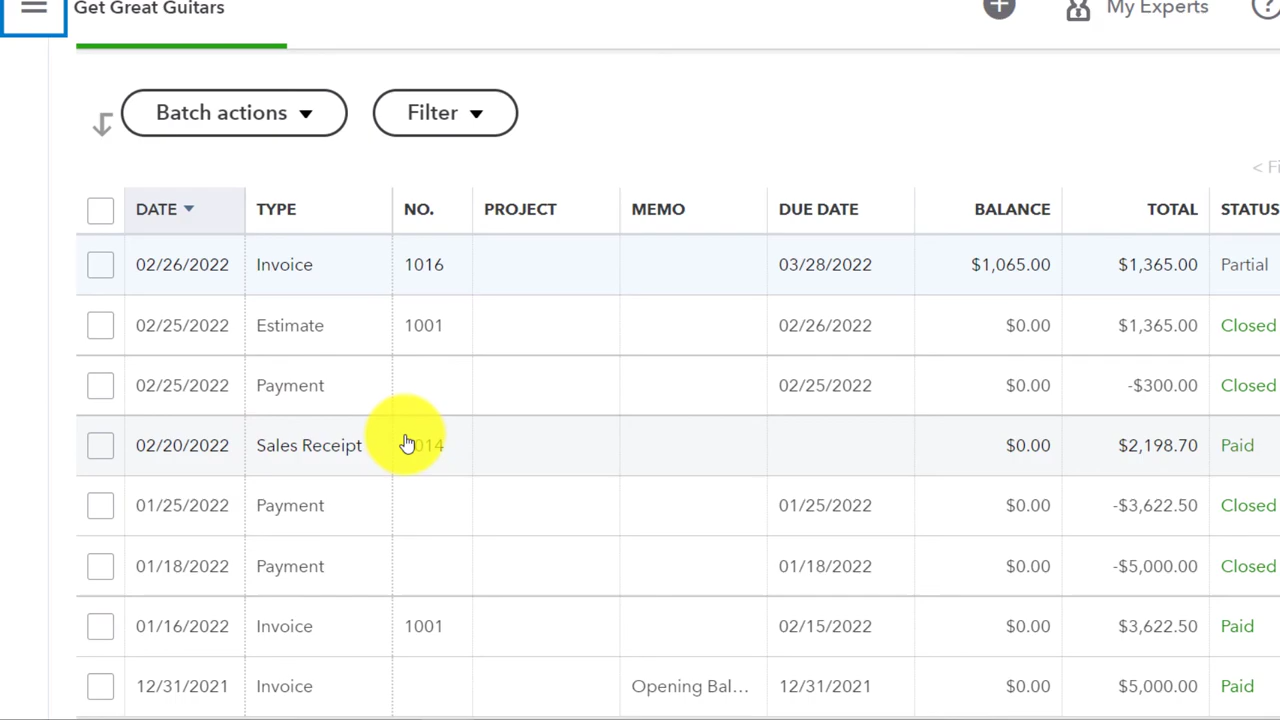 Get Great Guitars
My Experts
Batch actions
Filter
< Fi
DATE TYPE NO. PROJECT MEMO DUE DATE BALANCE TOTAL STATUS
02/26/2022 Invoice 1016 03/28/2022 $1,065.00 $1,365.00 Partial
02/25/2022 Estimate 1001 02/26/2022 $0.00 $1,365.00 Closed
02/25/2022 Payment 02/25/2022 $0.00 -$300.00 Closed
02/20/2022 Sales Receipt $0.00 $2,198.70 Paid
01/25/2022 Payment 01/25/2022 $0.00 -$3,622.50 Closed
01/18/2022 Payment 01/18/2022 $0.00 -$5,000.00 Closed
01/16/2022 Invoice 1001 02/15/2022 $0.00 $3,622.50 Paid
12/31/2021 Invoice Opening Bal... 12/31/2021 $0.00 $5,000.00 Paid